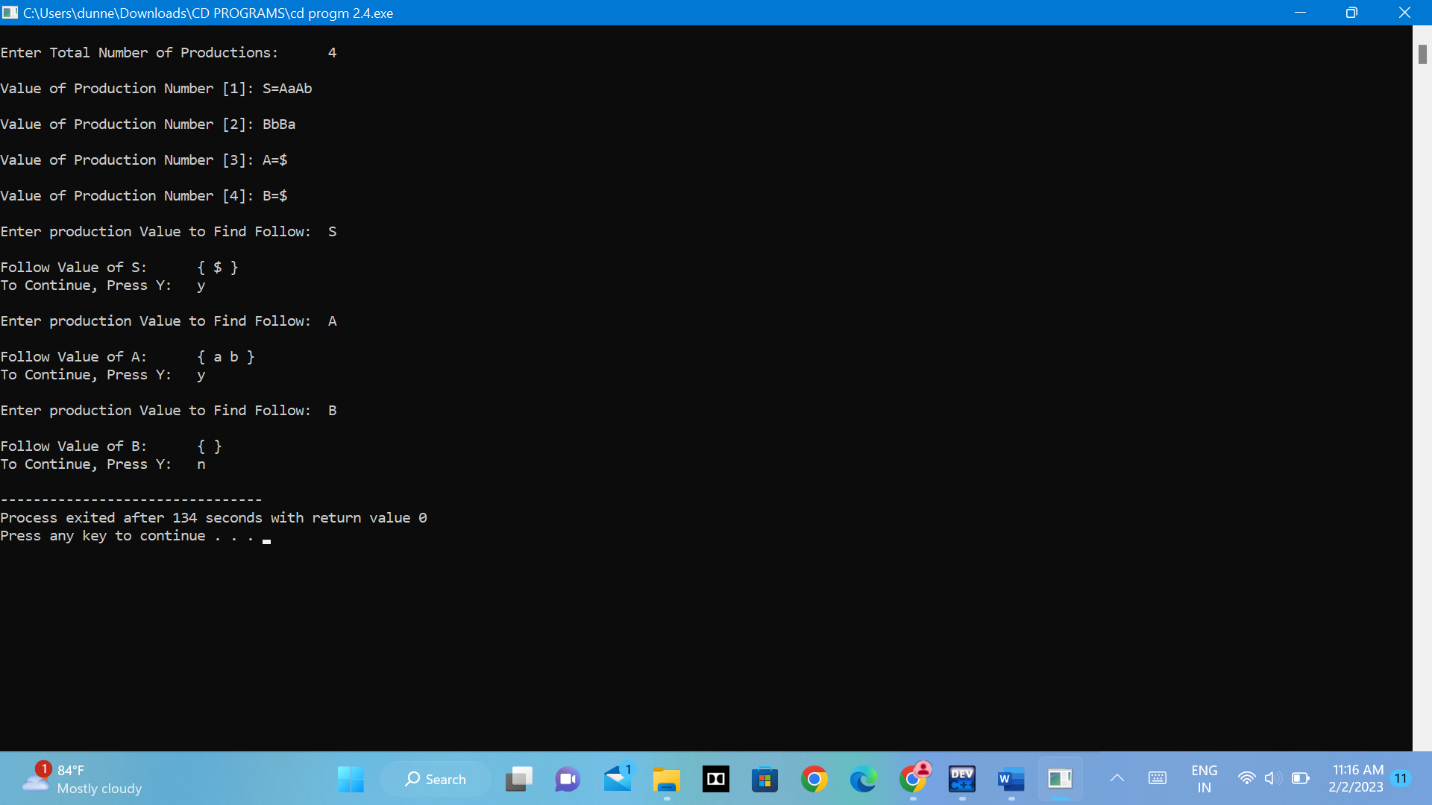 C:\Users\dunne\Downloads\CD PROGRAMS\cd progm 2.4.exe
Enter Total Number of Productions: 4
Value of Production Number [1]: S=AaAb
Value of Production Number [2]: BbBa
Value of Production Number [3]: A=$
Value of Production Number [4]: B=$
Enter production Value to Find Follow: S
Follow Value of S: { $ }
To Continue, Press Y: y
Enter production Value to Find Follow: A
Follow Value of A: { a b }
To Continue, Press Y: y
Enter production Value to Find Follow: B
Follow Value of B: { }
To Continue, Press Y: n
--------------------------------
Process exited after 134 seconds with return value 0
Press any key to continue . . .
1
84°F
Mostly cloudy
Search
1
DEV
C++
W
ENG
IN
11:16 AM
2/2/2023
11